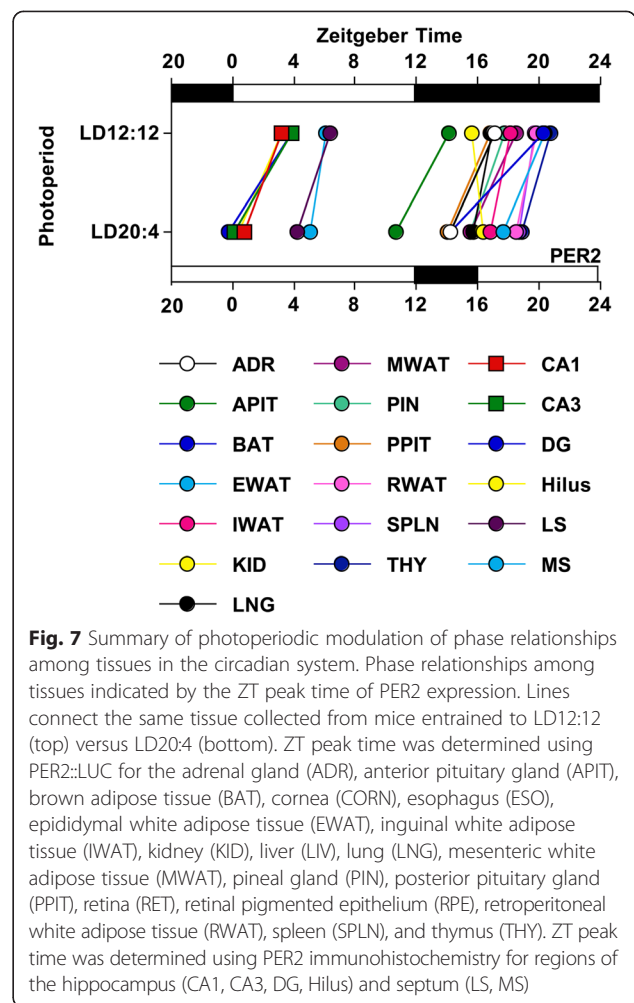 Zeitgeber Time
20 0 4 8 12 16 20 24
Photoperiod
LD12:12
LD20:4
PER2
20 0 4 8 12 16 20 24
ADR MWAT CA1
APIT PIN CA3
BAT PPIT DG
EWAT RWAT Hilus
IWAT SPLN LS
KID THY MS
LNG
Fig. 7 Summary of photoperiodic modulation of phase relationships
among tissues in the circadian system. Phase relationships among
tissues indicated by the ZT peak time of PER2 expression. Lines
connect the same tissue collected from mice entrained to LD12:12
(top) versus LD20:4 (bottom). ZT peak time was determined using
PER2::LUC for the adrenal gland (ADR), anterior pituitary gland (APIT),
brown adipose tissue (BAT), cornea (CORN), esophagus (ESO),
epididymal white adipose tissue (EWAT), inguinal white adipose
tissue (IWAT), kidney (KID), liver (LIV), lung (LNG), mesenteric white
adipose tissue (MWAT), pineal gland (PIN), posterior pituitary gland
(PPIT), retina (RET), retinal pigmented epithelium (RPE), retroperitoneal
white adipose tissue (RWAT), spleen (SPLN), and thymus (THY). ZT peak
time was determined using PER2 immunohistochemistry for regions of
the hippocampus (CA1, CA3, DG, Hilus) and septum (LS, MS)